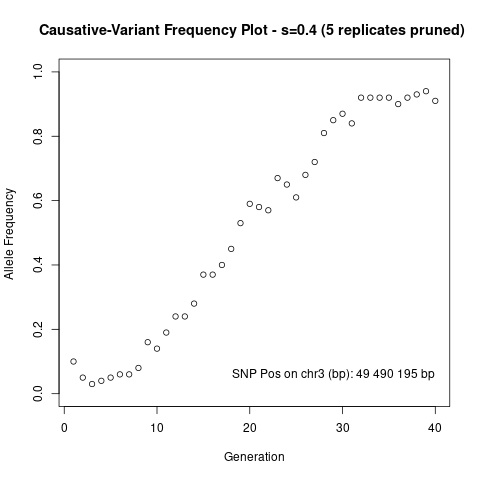 Causative-Variant Frequency Plot - s=0.4 (5 replicates pruned)
1.0
0.8
0.6
0.4
0.2
0.0
Allele Frequency
SNP Pos on chr3 (bp): 49 490 195 bp
0 10 20 30 40
Generation